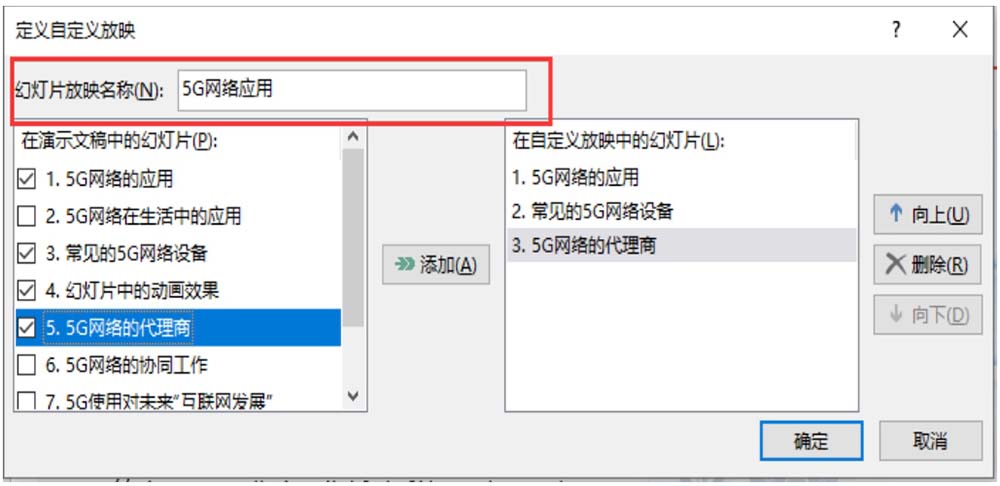 定义自定义放映
?
幻灯片放映名称(N): 5G网络应用
在演示文稿中的幻灯片(P):
1. 5G网络的应用
2. 5G网络在生活中的应用
3. 常见的5G网络设备
4. 幻灯片中的动画效果
5. 5G网络的代理商
6. 5G网络的协同工作
7. 5G使用对未来“互联网发展”
添加(A)
在自定义放映中的幻灯片(L):
1. 5G网络的应用
2. 常见的5G网络设备
3. 5G网络的代理商
向上(U)
删除(R)
向下(D)
确定
取消